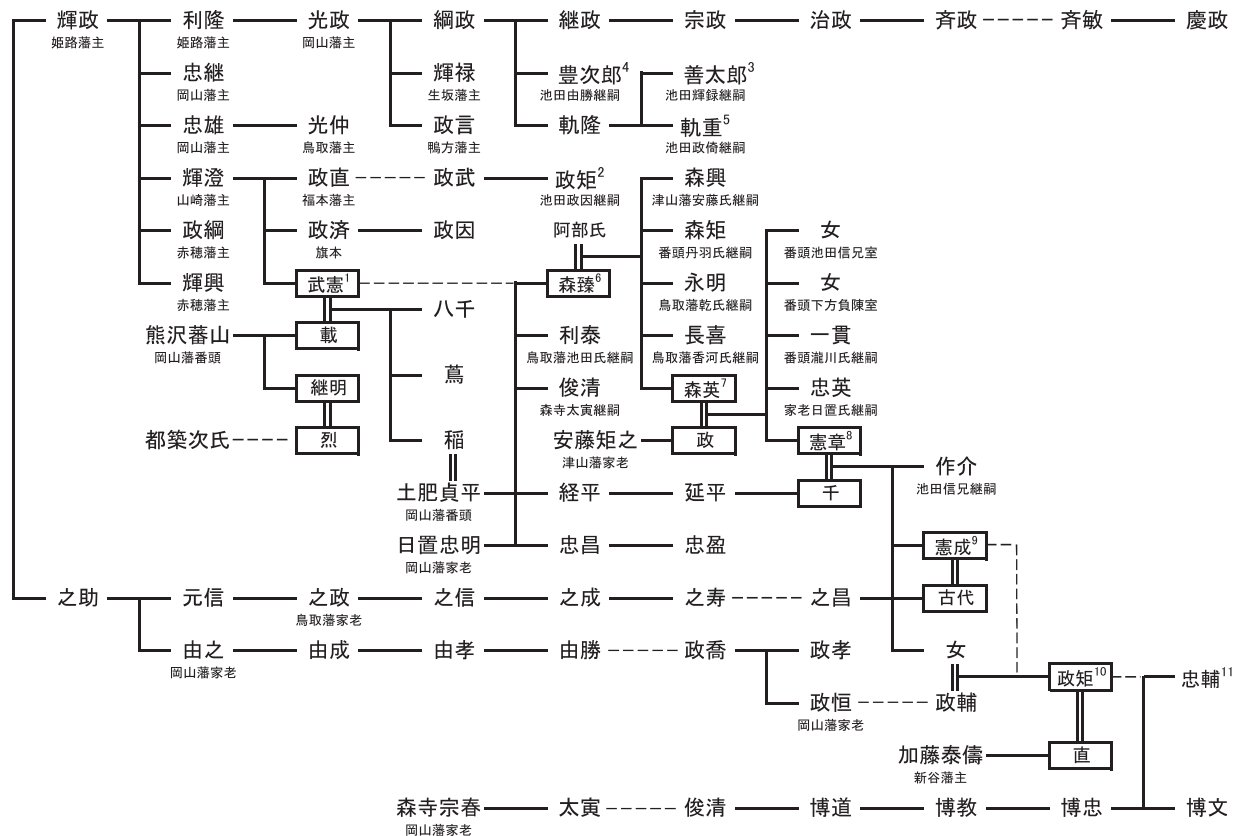 輝政 利隆 光政 綱政 継政 宗政 治政 斉政 斉敏 慶政
姫路藩主 姫路藩主 岡山藩主
忠継 輝禄 豊次郎4 善太郎3
岡山藩主 生坂藩主 池田由勝継嗣 池田輝録継嗣
忠雄 光仲 政言 軌隆 軌重5
岡山藩主 鳥取藩主 鴨方藩主 池田政倚継嗣
輝澄 政直 政武 政矩2 森興
山崎藩主 福本藩主 池田政因継嗣 津山藩安藤氏継嗣
政綱 政済 政因 阿部氏 森矩 女
赤穂藩主 旗本 番頭丹羽氏継嗣 番頭池田信兄室
輝興 武憲1 森臻6 永明 女
赤穂藩主 鳥取藩乾氏継嗣 番頭下方負陳室
八千
熊沢蕃山 載 利泰 長喜 一貫
岡山藩番頭 鳥取藩池田氏継嗣 鳥取藩香河氏継嗣 番頭瀧川氏継嗣
蔦
継明 俊清 森英7 忠英
森寺太寅継嗣 家老日置氏継嗣
都築次氏 烈 稲 安藤矩之 政 憲章8
津山藩家老
作介
池田信兄継嗣
土肥貞平 経平 延平 千
岡山藩番頭
日置忠明 忠昌 忠盈 憲成9
岡山藩家老
之助 元信 之政 之信 之成 之寿 之昌 古代
鳥取藩家老
由之 由成 由孝 由勝 政喬 政孝 女
岡山藩家老
政矩10 忠輔11
政恒 政輔
岡山藩家老
加藤泰儔 直
新谷藩主
森寺宗春 太寅 俊清 博道 博教 博忠 博文
岡山藩家老